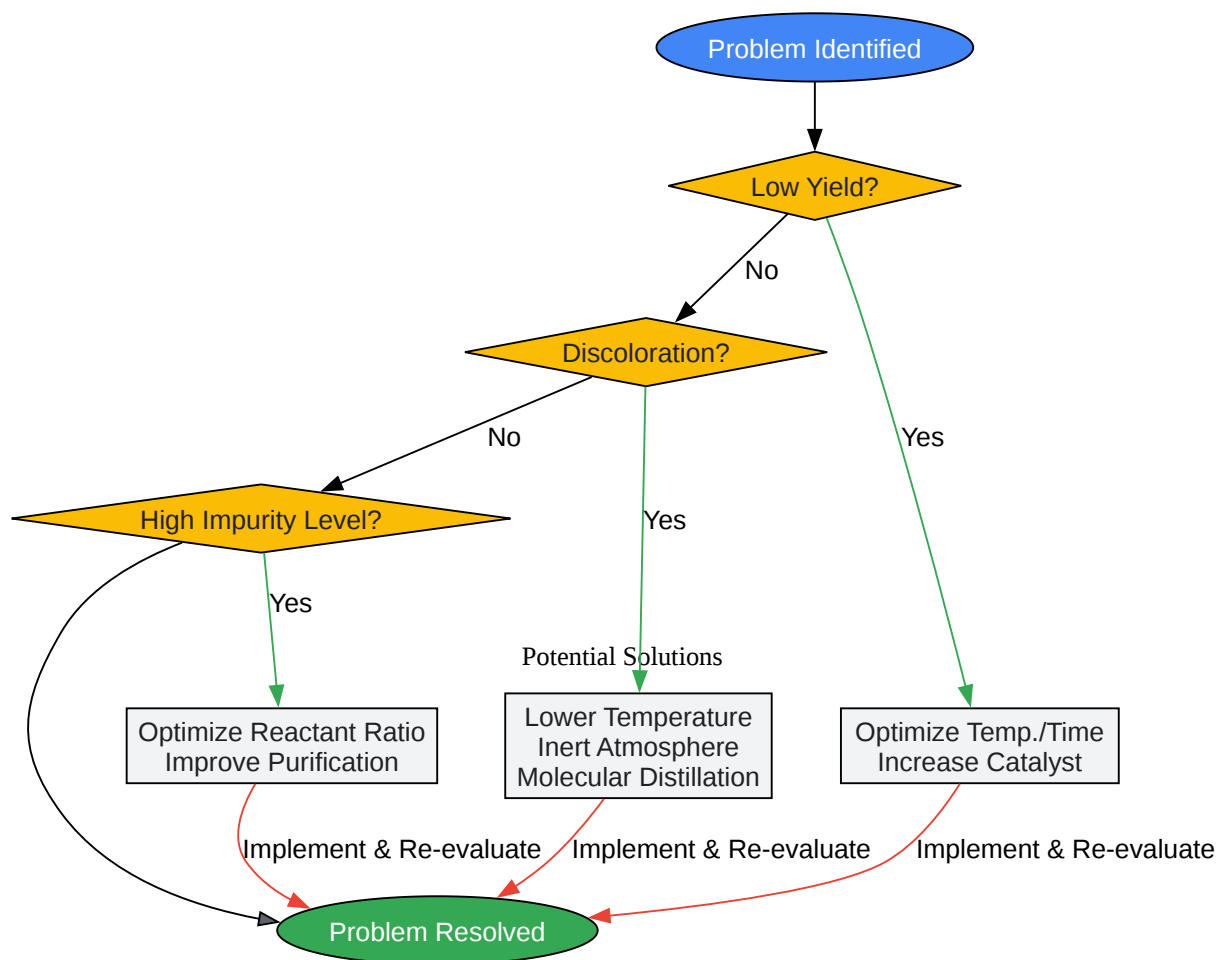 Problem Identified
Low Yield?
No
Discoloration?
No
Yes
High Impurity Level?
Yes
Yes
Potential Solutions
Optimize Reactant Ratio
Improve Purification
Lower Temperature
Inert Atmosphere
Molecular Distillation
Optimize Temp./Time
Increase Catalyst
Implement & Re-evaluate
Implement & Re-evaluate
Implement & Re-evaluate
Problem Resolved